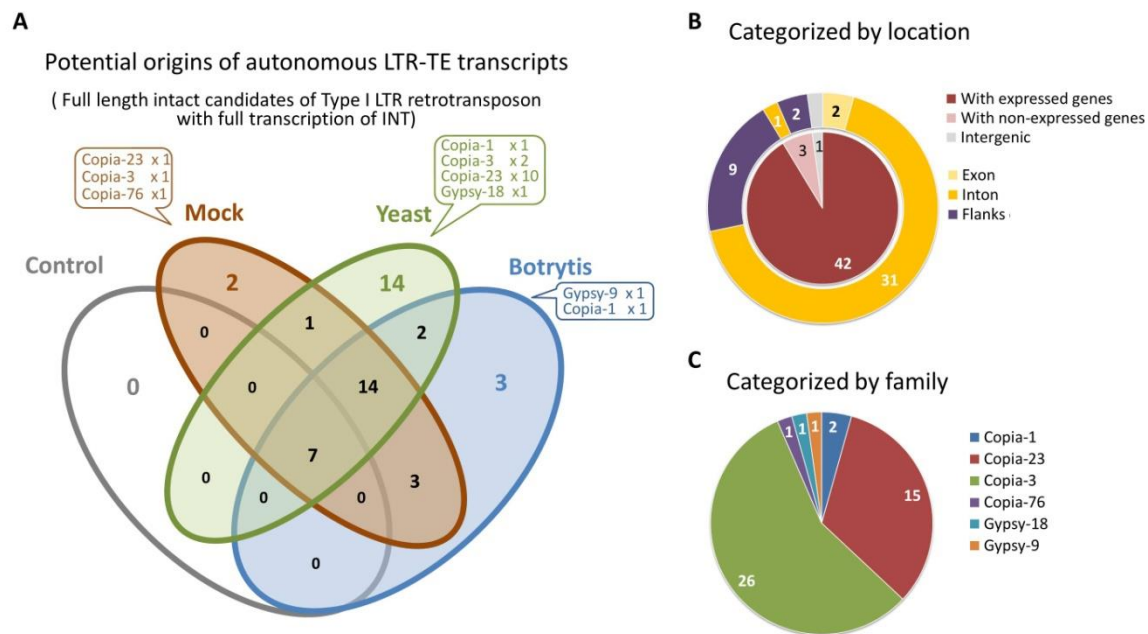 A
Potential origins of autonomous LTR-TE transcripts
( Full length intact candidates of Type I LTR retrotransposon
with full transcription of INT)
Copia-23 x 1
Copia-3 x 1
Copia-76 x1
Copia-1 x 1
Copia-3 x 2
Copia-23 x 10
Gypsy-18 x1
Mock
Yeast
Control
Botrytis
Gypsy-9 x 1
Copia-1 x 1
2
14
0
1
2
0
0
14
3
7
0
0
0
3
0
B
Categorized by location
With expressed genes
With non-expressed genes
Intergenic
Exon
Inton
Flanks
2
1
2
9
3
1
42
31
C
Categorized by family
1
1
1
2
15
26
Copia-1
Copia-23
Copia-3
Copia-76
Gypsy-18
Gypsy-9